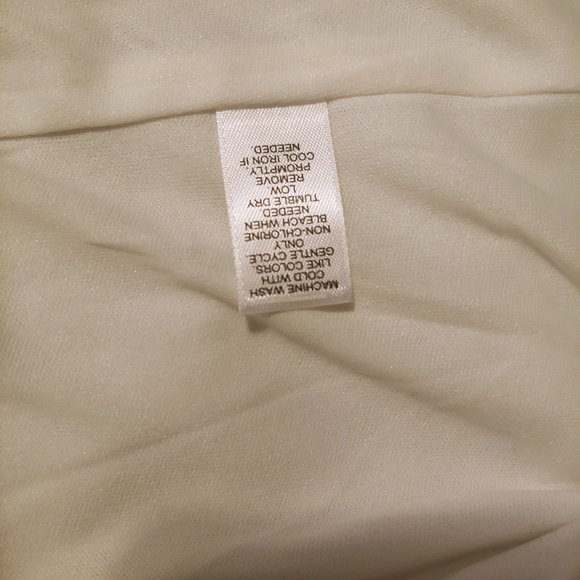 MACHINE WASH
COLD WITH
LIKE COLORS.
GENTLE CYCLE.
ONLY
NON-CHLORINE
BLEACH WHEN
NEEDED.
TUMBLE DRY
LOW.
REMOVE
PROMPTLY.
COOL IRON IF
NEEDED.